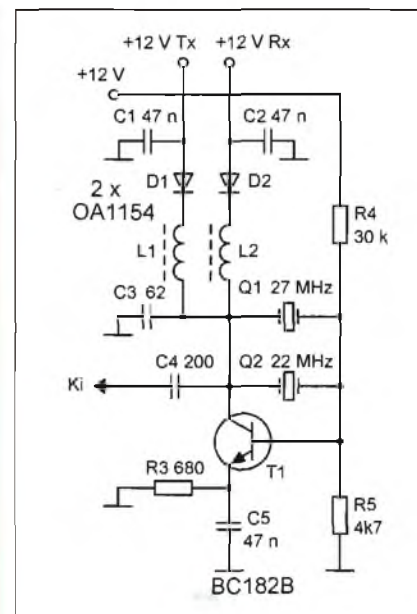 +12 V Tx
+12 V Rx
+12 V
C1 47 n
C2 47 n
D1
D2
2 x
OA1154
R4
30 k
L1
L2
C3 62
Q1 27 MHz
C4 200
Q2 22 MHz
Ki
T1
R3 680
C5
47 n
R5
4k7
BC182B